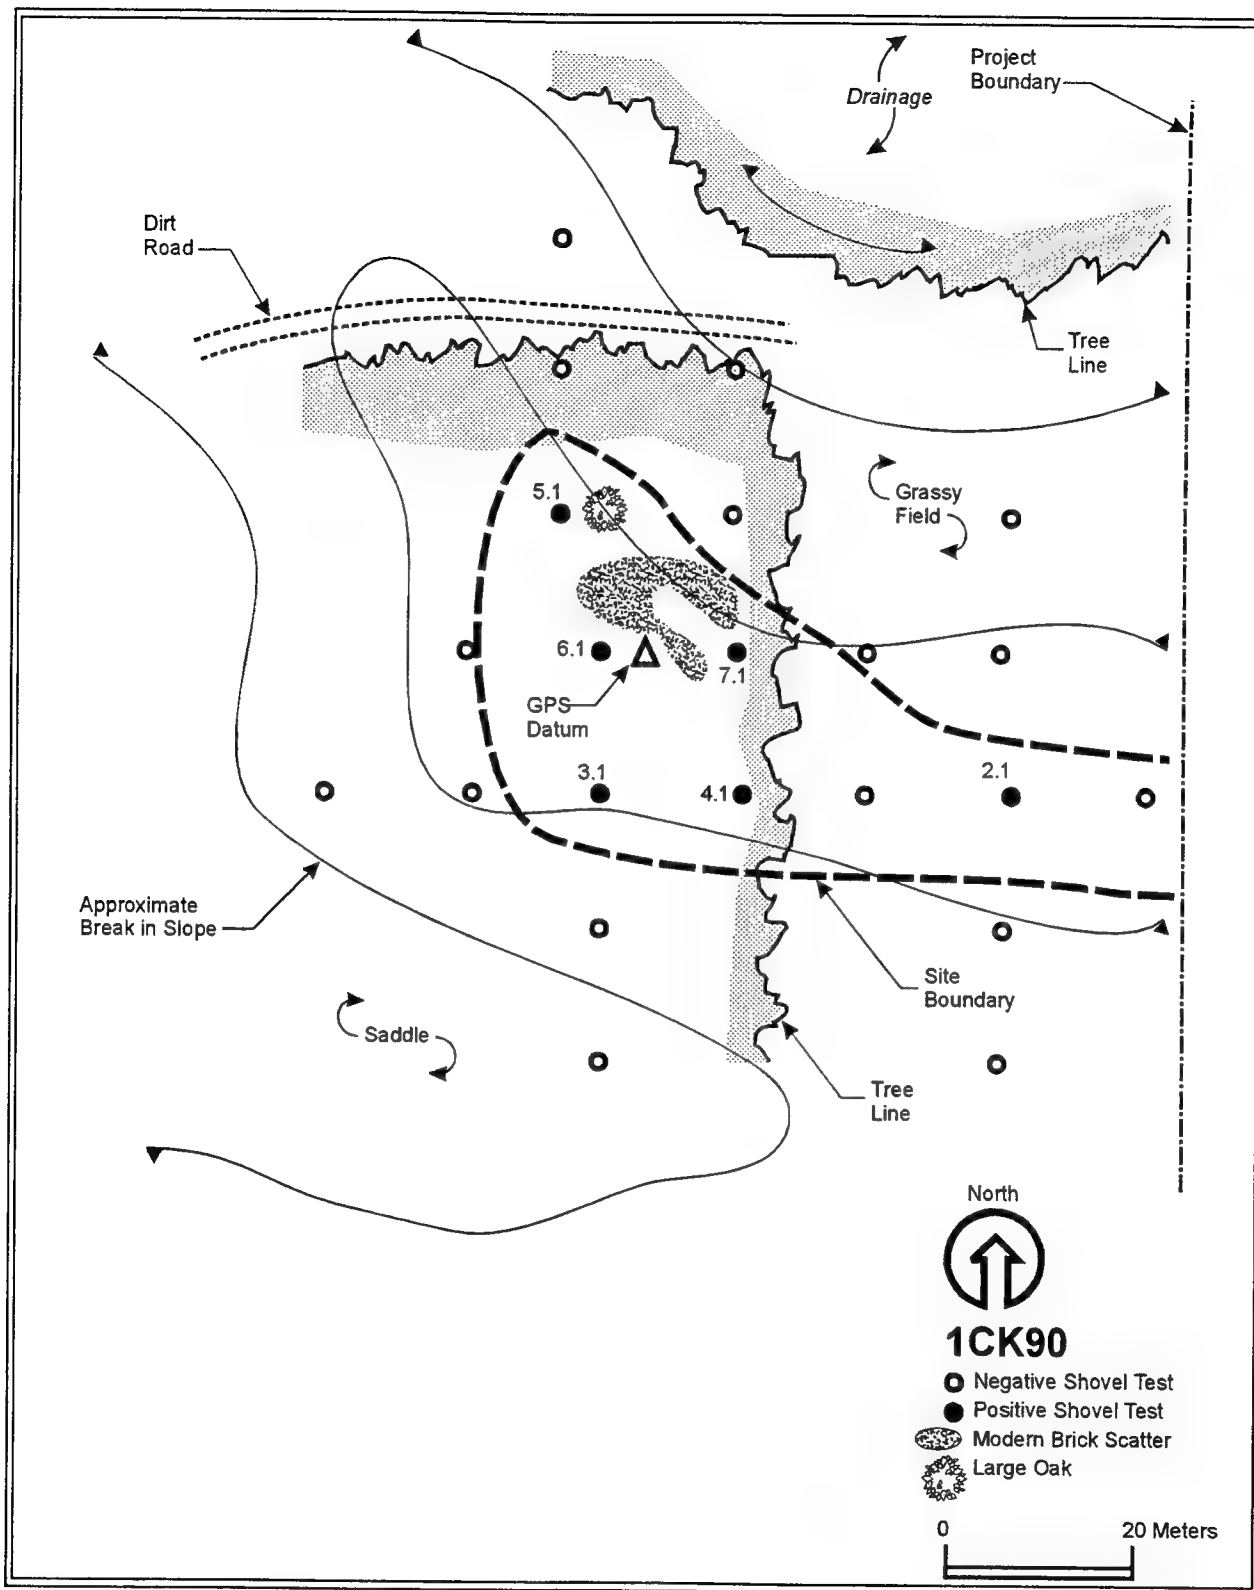 Project
Boundary
Drainage
Dirt
Road
Tree
Line
5.1
Grassy
Field
6.1
7.1
GPS
Datum
3.1
4.1
2.1
Approximate
Break in Slope
Site
Boundary
Saddle
Tree
Line
North
1CK90
Negative Shovel Test
Positive Shovel Test
Modern Brick Scatter
Large Oak
0 20 Meters